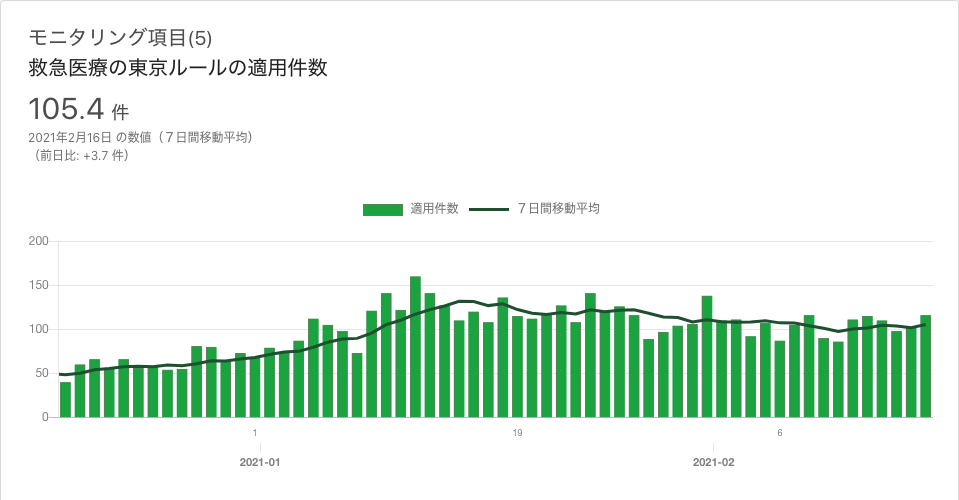 モニタリング項目(5)
救急医療の東京ルールの適用件数
105.4 件
2021年2月16日 の数値（７日間移動平均）
（前日比: +3.7 件）
適用件数 ７日間移動平均
200
150
100
50
0
1 19 6
2021-01 2021-02